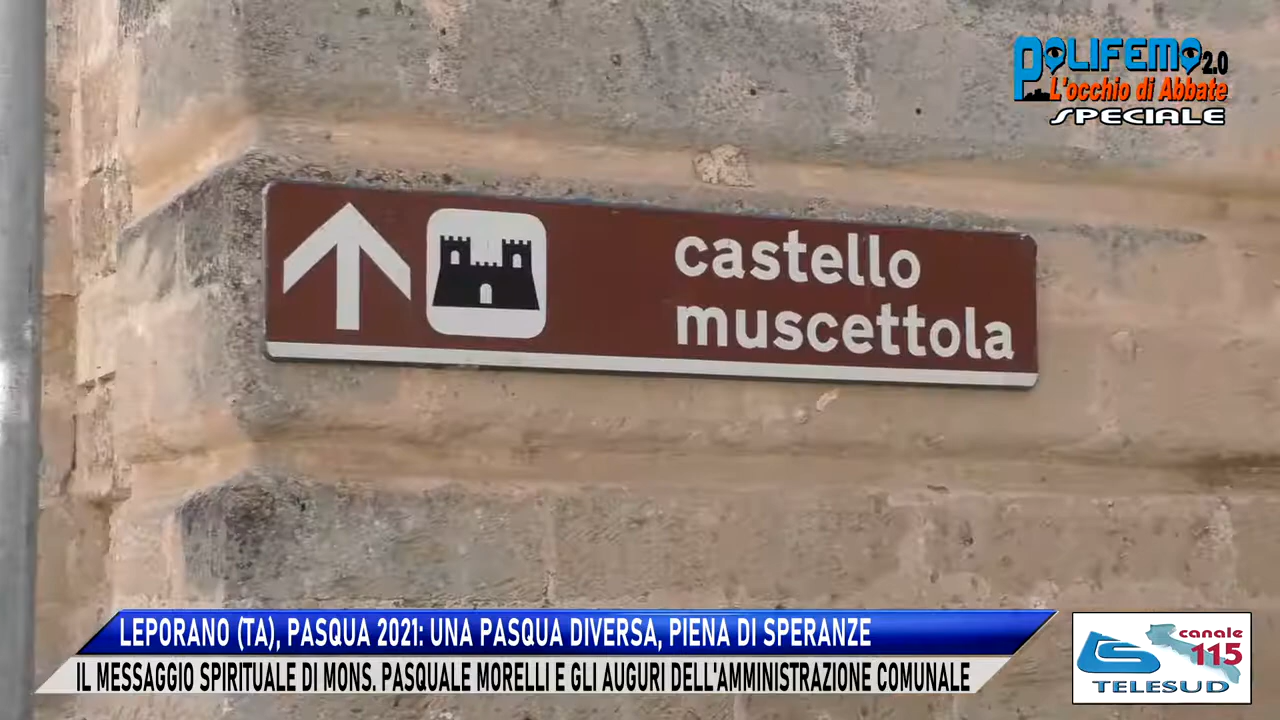 POLIFEMO 2.0
L'occhio di Abbate
SPECIALE
castello
muscettola
LEPORANO (TA), PASQUA 2021: UNA PASQUA DIVERSA, PIENA DI SPERANZE
IL MESSAGGIO SPIRITUALE DI MONS. PASQUALE MORELLI E GLI AUGURI DELL'AMMINISTRAZIONE COMUNALE
canale
115
TELESUD